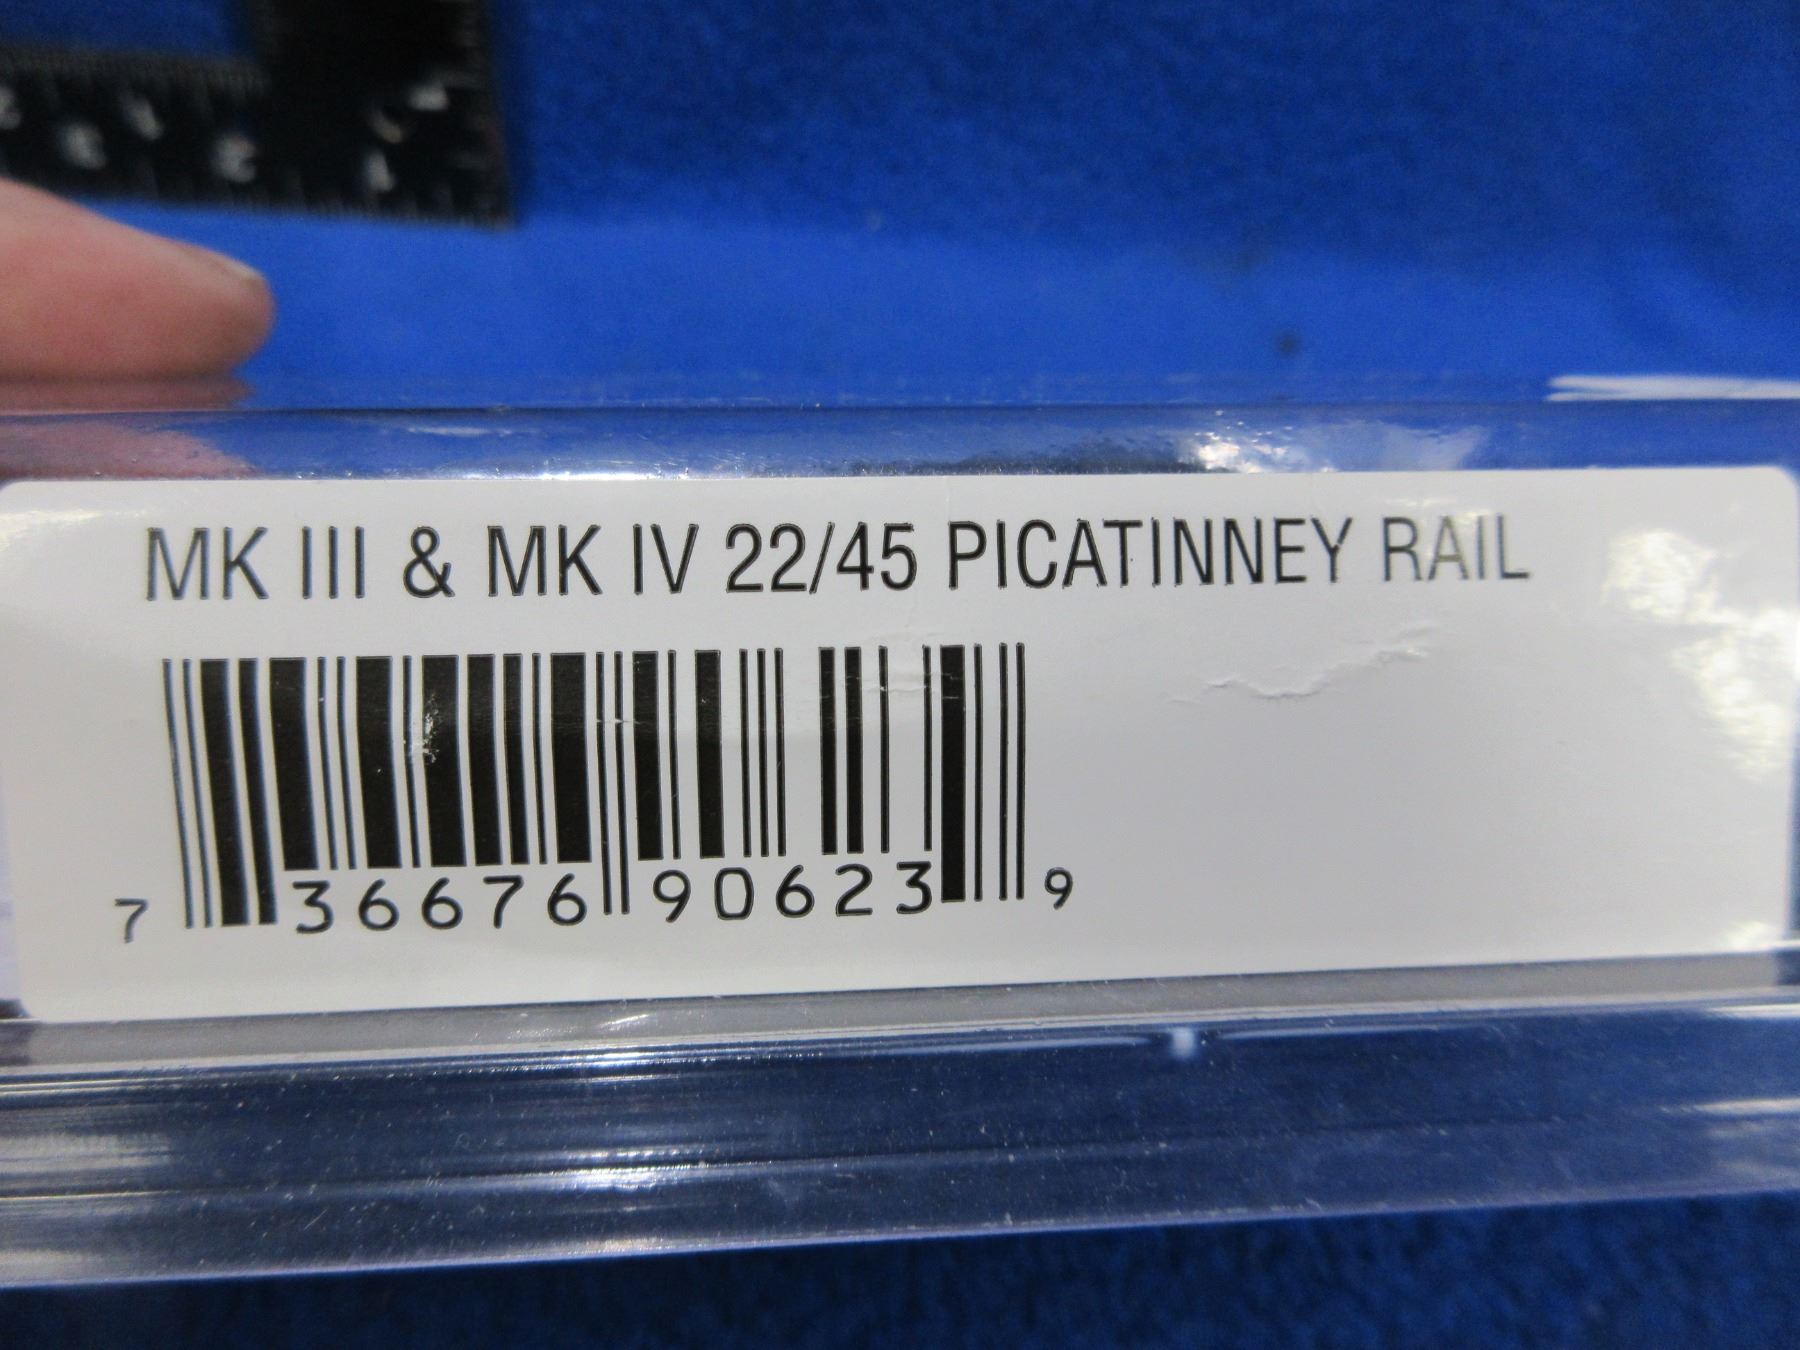 MK III & MK IV 22/45 PICATINNEY RAIL
7 36676 90623 9